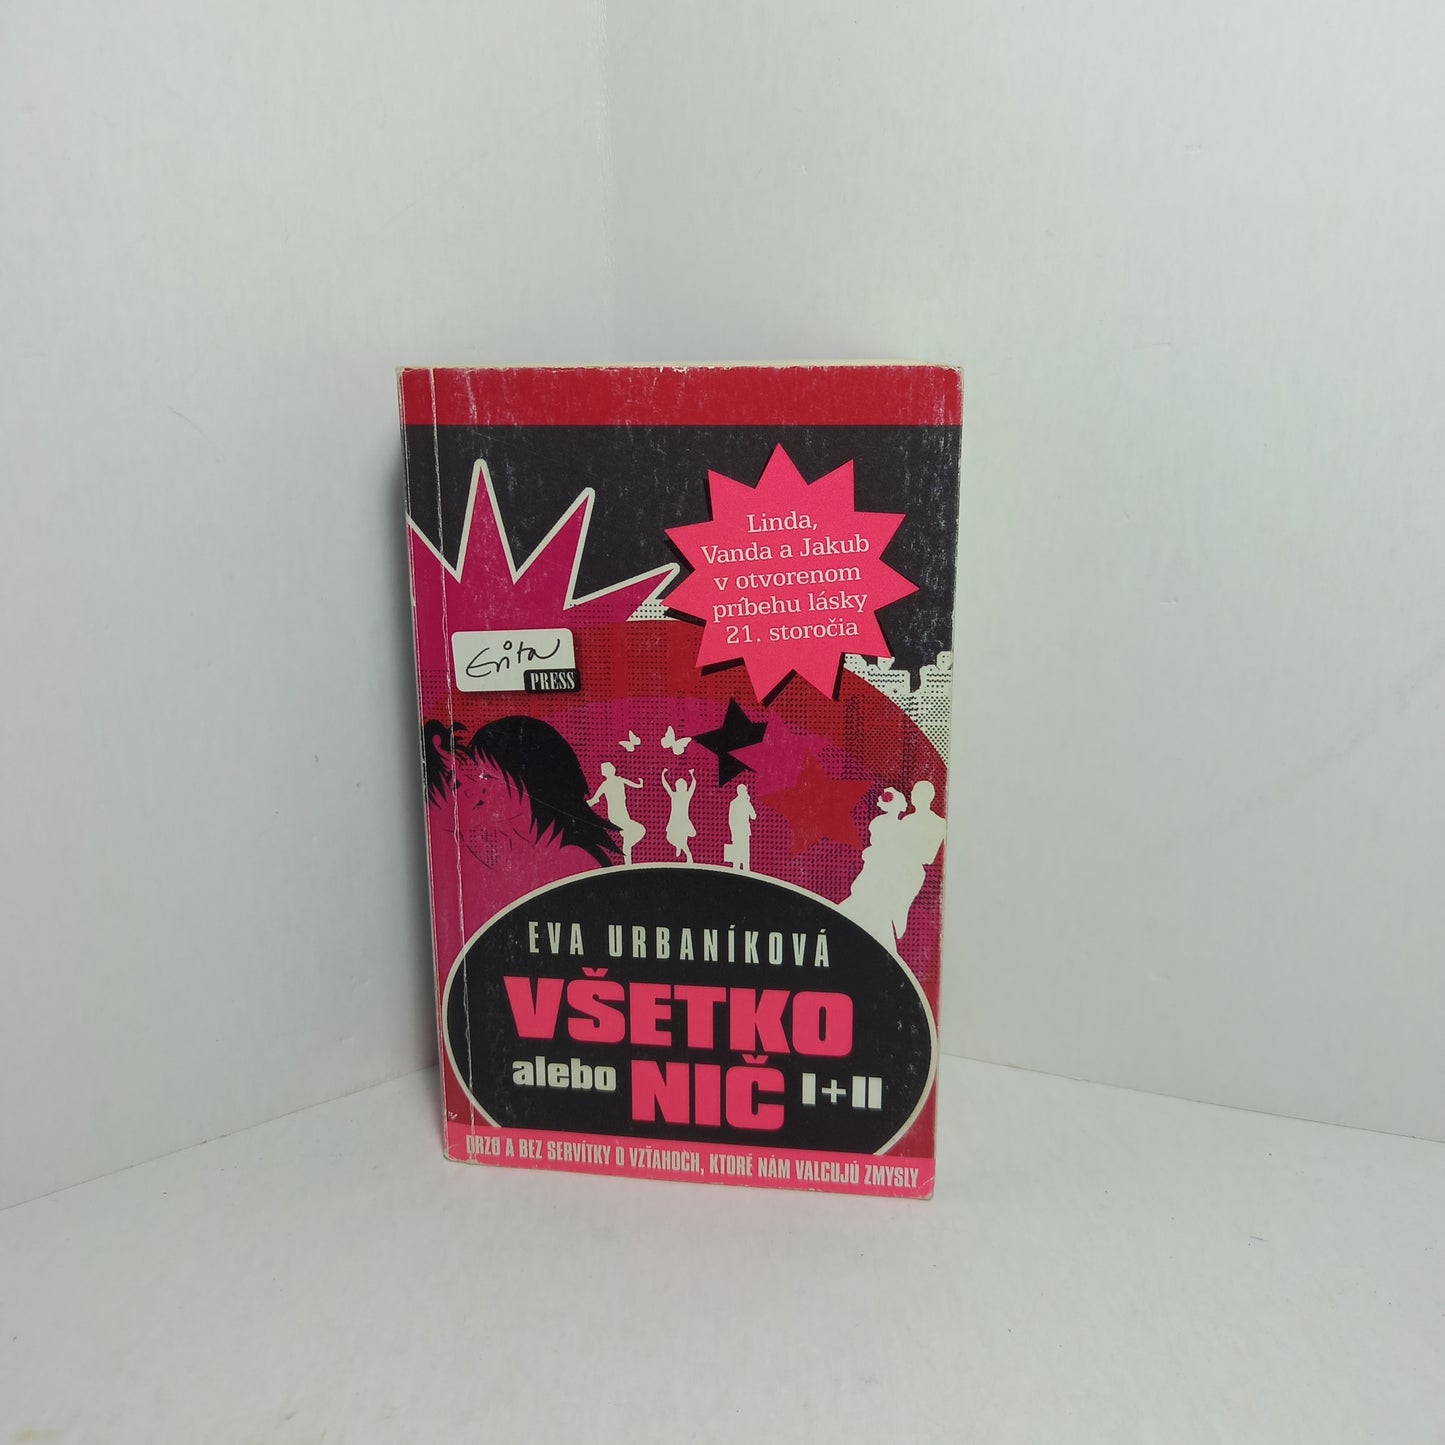 Linda,
Vanda a Jakub
v otvorenom
príbehu lásky
21. storočia
Evita
PRESS
EVA URBANÍKOVÁ
VŠETKO
alebo NIČ I+II
DRZO A BEZ SERVÍTKY O VZŤAHOCH, KTORÉ NÁM VALCUJÚ ZMYSLY